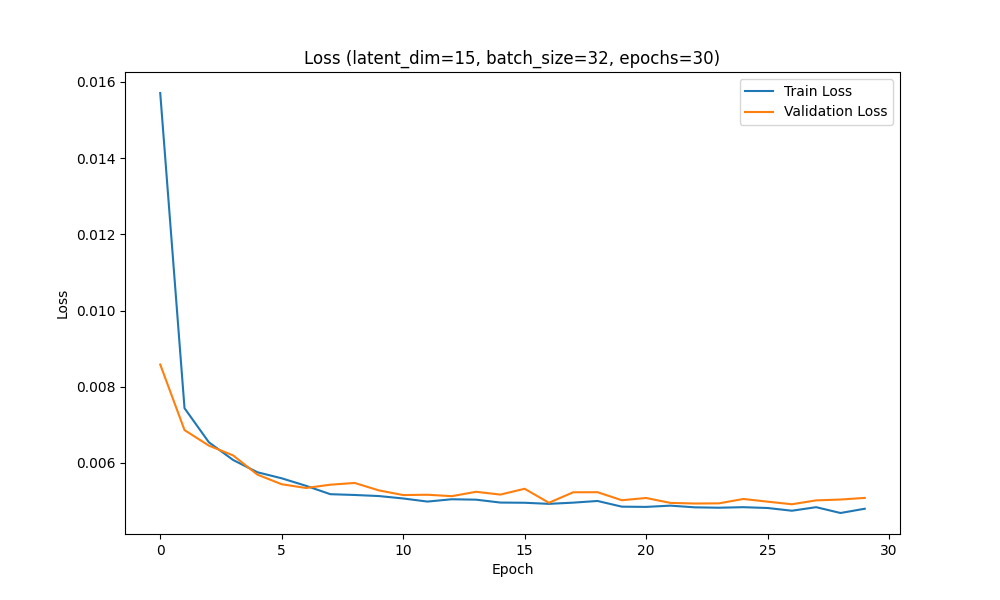 Loss (latent_dim=15, batch_size=32, epochs=30)
Train Loss
Validation Loss
0.016
0.014
0.012
0.010
0.008
0.006
Loss
0 5 10 15 20 25 30
Epoch